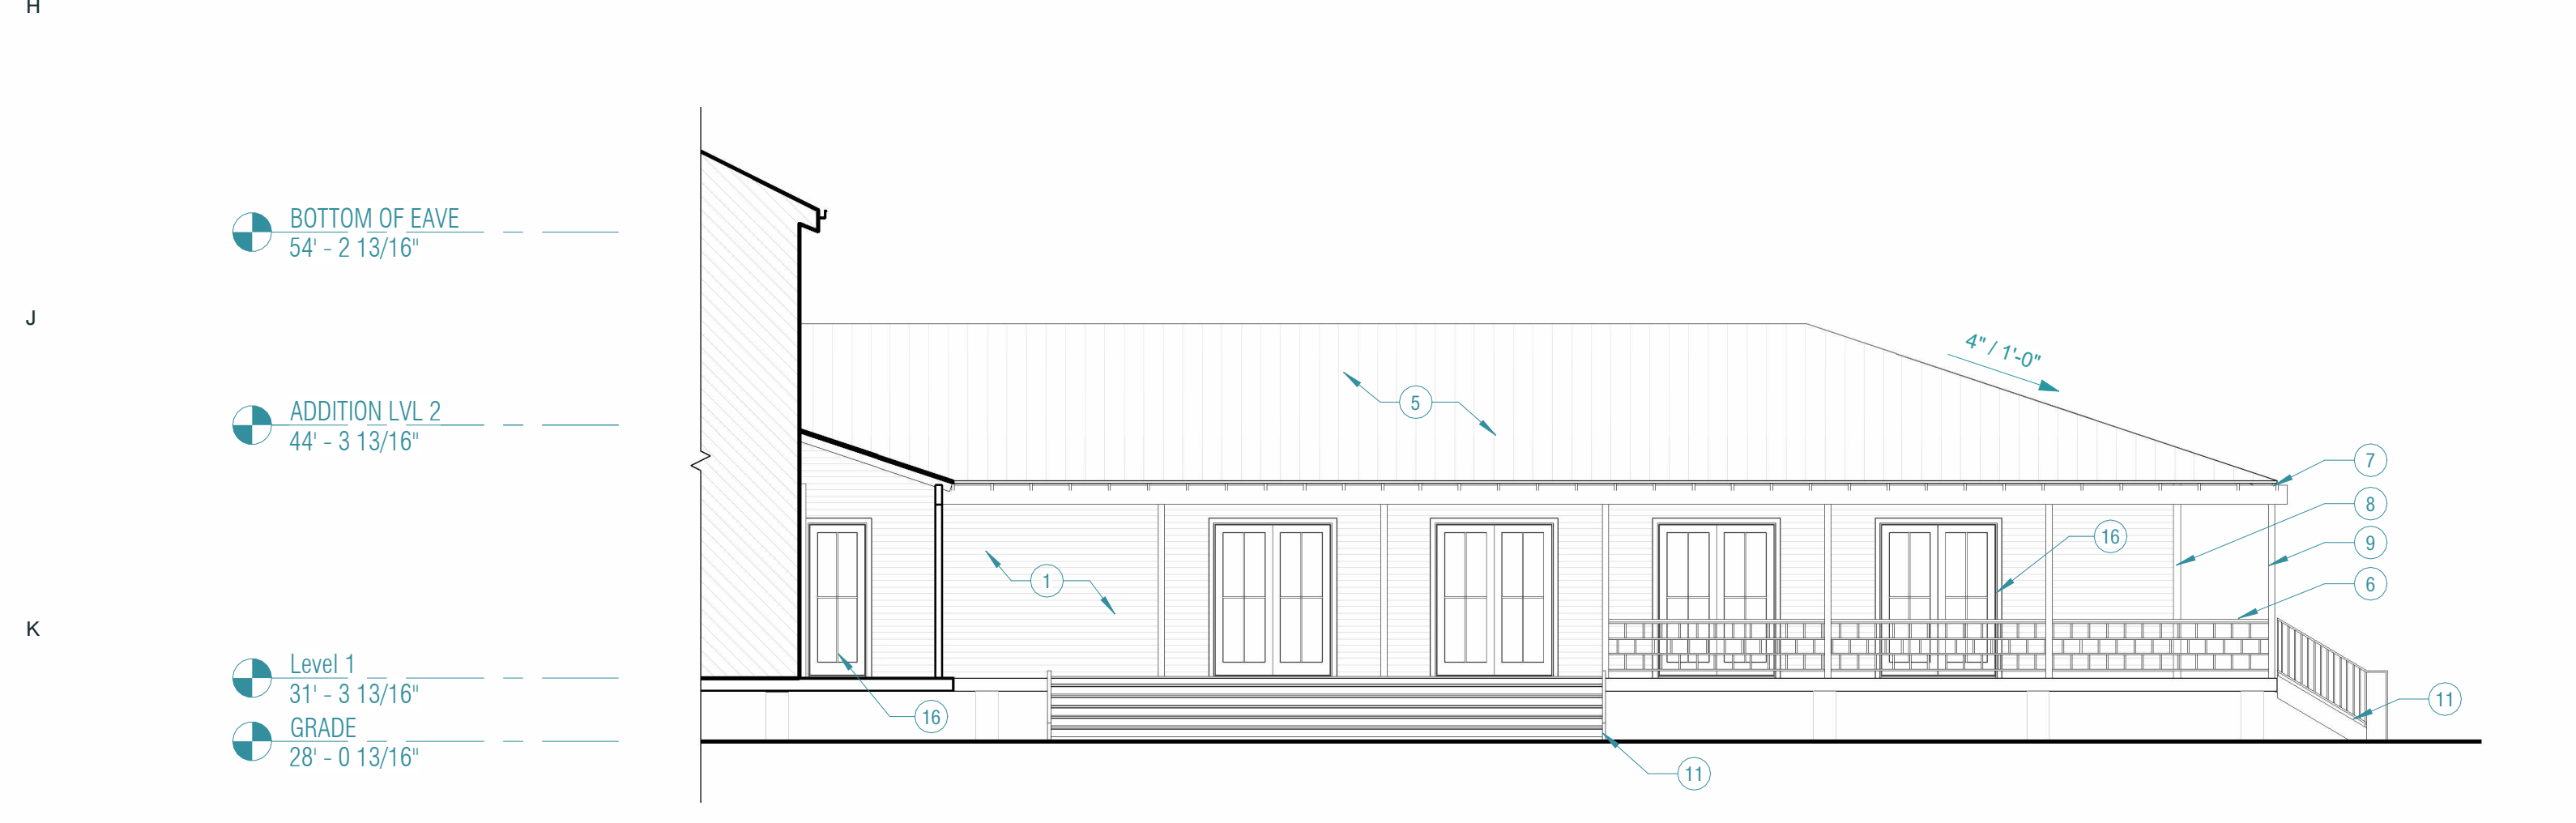 H
BOTTOM OF EAVE
54' - 2 13/16"
J
4" / 1'-0"
5
ADDITION LVL 2
44' - 3 13/16"
7
8
16
9
1
6
K
Level 1
31' - 3 13/16"
11
16
GRADE
28' - 0 13/16"
11